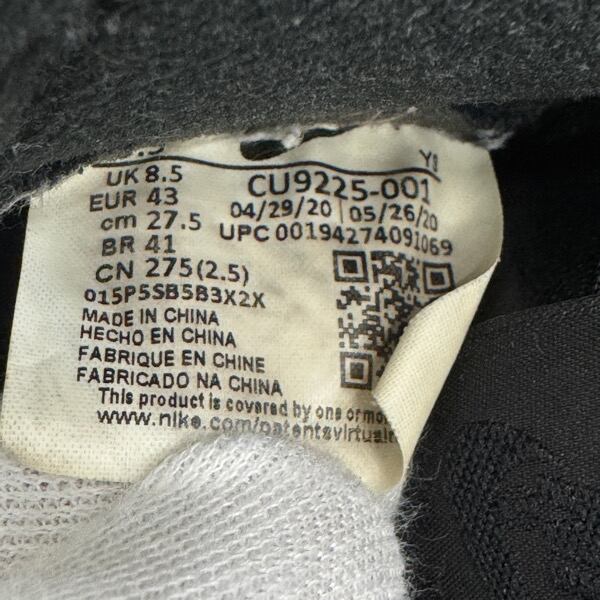 YI
UK 8.5
EUR 43
cm 27.5
BR 41
CN 275(2.5)
CU9225-001
04/29/20 | 05/26/20
UPC 00194274091069
015P5SB5B3X2X
MADE IN CHINA
HECHO EN CHINA
FABRIQUE EN CHINE
FABRICADO NA CHINA
This product is covered by one or
www.nike.com/patents